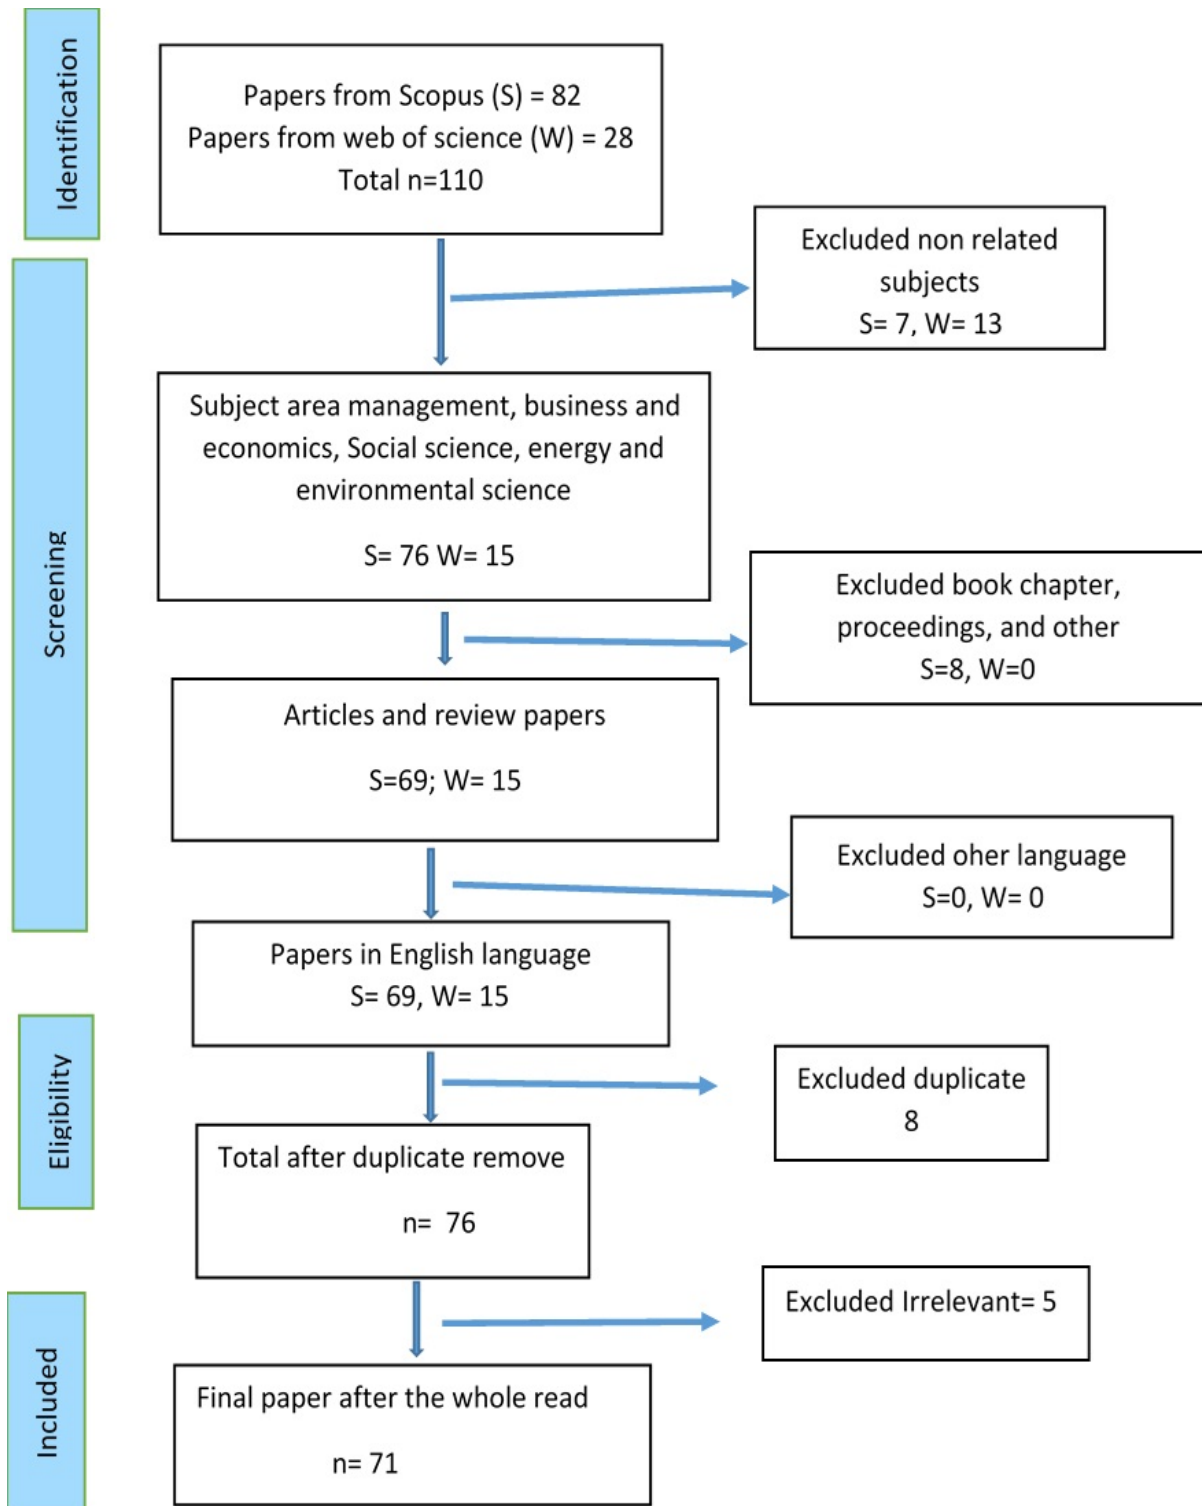 Identification
Papers from Scopus (S) = 82
Papers from web of science (W) = 28
Total n=110
Excluded non related
subjects
S= 7, W= 13
Screening
Subject area management, business and
economics, Social science, energy and
environmental science
S= 76 W= 15
Excluded book chapter,
proceedings, and other
S=8, W=0
Articles and review papers
S=69; W= 15
Excluded oher language
S=0, W= 0
Papers in English language
S= 69, W= 15
Eligibility
Excluded duplicate
8
Total after duplicate remove
n= 76
Included
Excluded Irrelevant= 5
Final paper after the whole read
n= 71